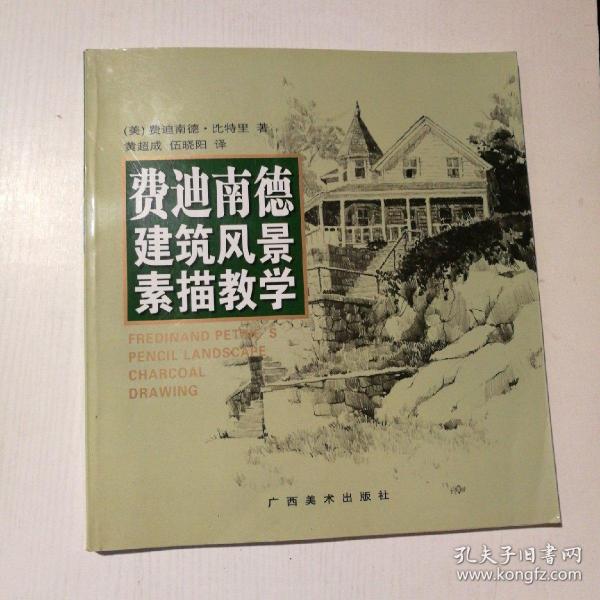 (美)费迪南德·比特里 著
黄超成 伍晓阳 译
费迪南德
建筑风景
素描教学
FREDINAND PETRIE'S
PENCIL LANDSCAPE
CHARCOAL
DRAWING
广西美术出版社
孔夫子旧书网
www.kongfz.com